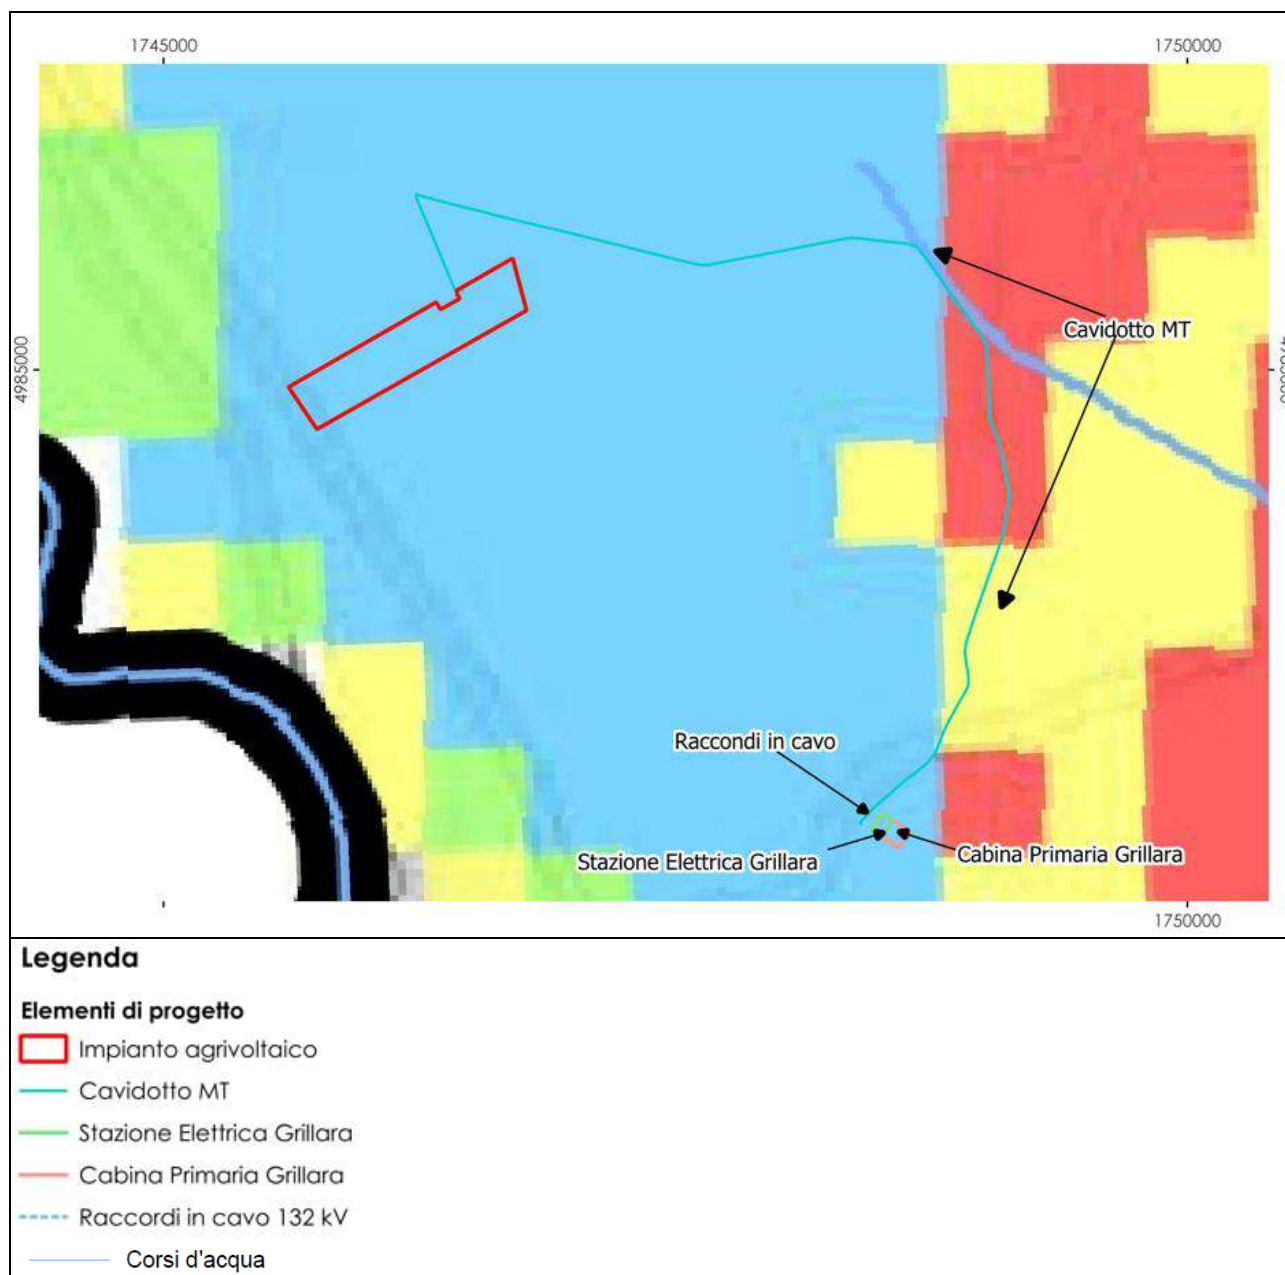 1745000 1750000
4985000
Cavidotto MT
Raccondi in cavo
Stazione Elettrica Grillara
Cabina Primaria Grillara
1750000
Legenda
Elementi di progetto
Impianto agrivoltaico
Cavidotto MT
Stazione Elettrica Grillara
Cabina Primaria Grillara
Raccordi in cavo 132 kV
Corsi d'acqua